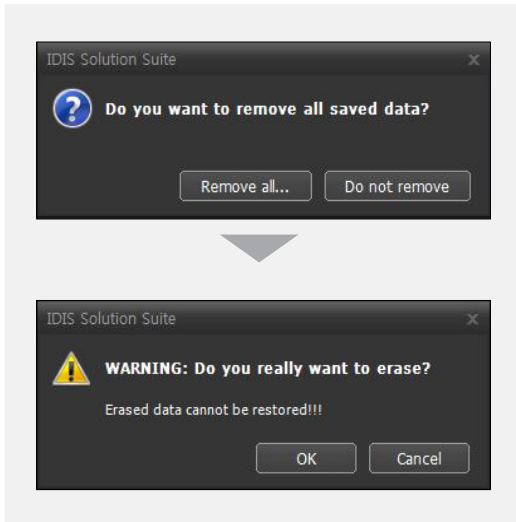 IDIS Solution Suite
x
Do you want to remove all saved data?
Remove all... Do not remove
IDIS Solution Suite
x
WARNING: Do you really want to erase?
Erased data cannot be restored!!!
OK Cancel